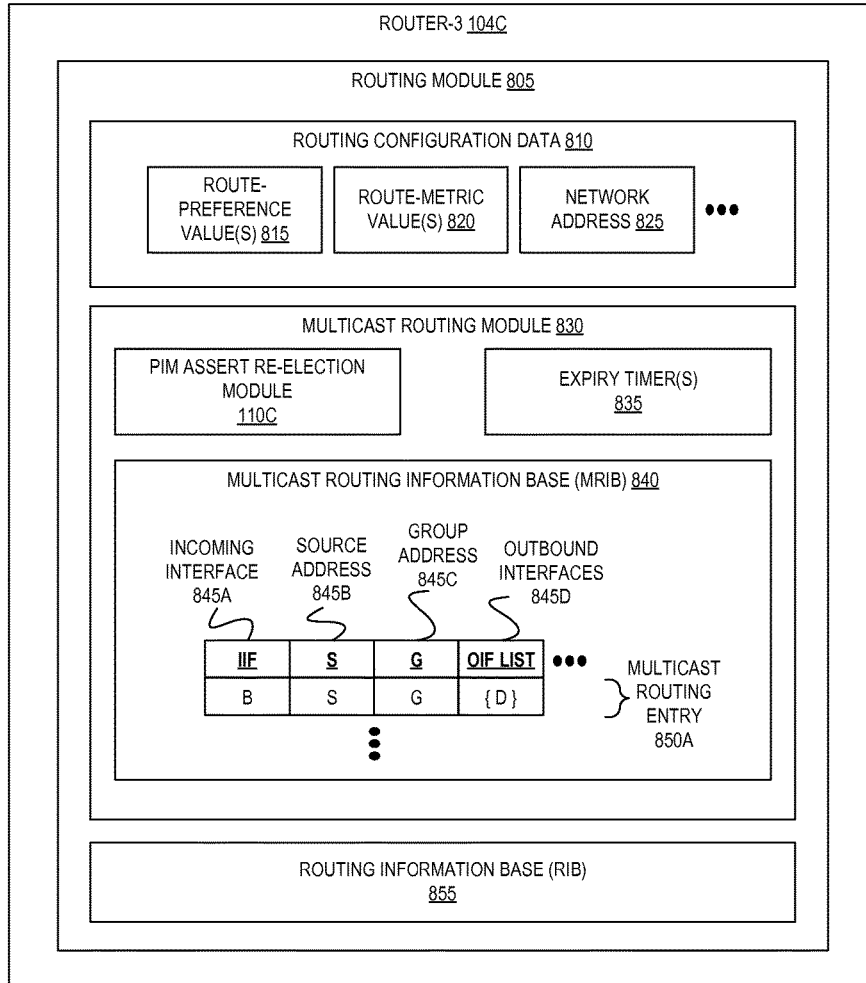 ROUTER-3 104C
ROUTING MODULE 805
ROUTING CONFIGURATION DATA 810
ROUTE-
PREFERENCE
VALUE(S) 815
ROUTE-METRIC
VALUE(S) 820
NETWORK
ADDRESS 825
MULTICAST ROUTING MODULE 830
PIM ASSERT RE-ELECTION
MODULE
110C
EXPIRY TIMER(S)
835
MULTICAST ROUTING INFORMATION BASE (MRIB) 840
INCOMING
INTERFACE
845A
SOURCE
ADDRESS
845B
GROUP
ADDRESS
845C
OUTBOUND
INTERFACES
845D
IIF S G OIF LIST
B S G { D }
MULTICAST
ROUTING
ENTRY
850A
ROUTING INFORMATION BASE (RIB)
855